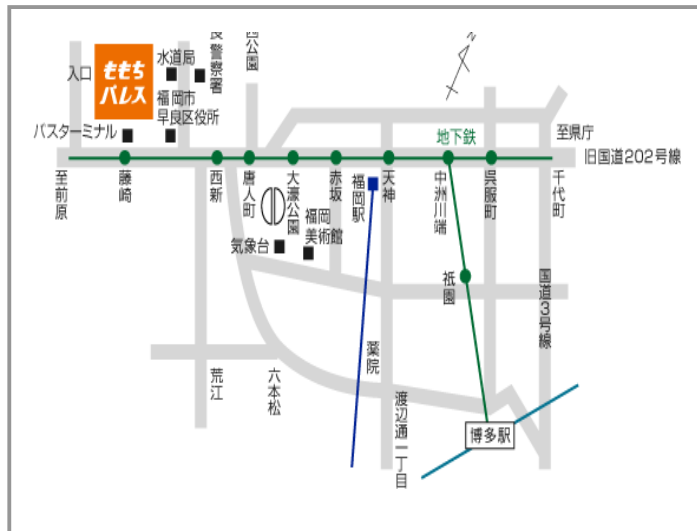 入口
ももち
パレス
水道局
良警察署
西公園
福岡市
早良区役所
バスターミナル
N
地下鉄
至県庁
旧国道202号線
至前原
藤崎
西新
唐人町
大濠公園
赤坂
福岡駅
天神
中洲川端
呉服町
千代町
気象台
福岡
美術館
祇園
国道3号線
荒江
六本松
薬院
渡辺通一丁目
博多駅